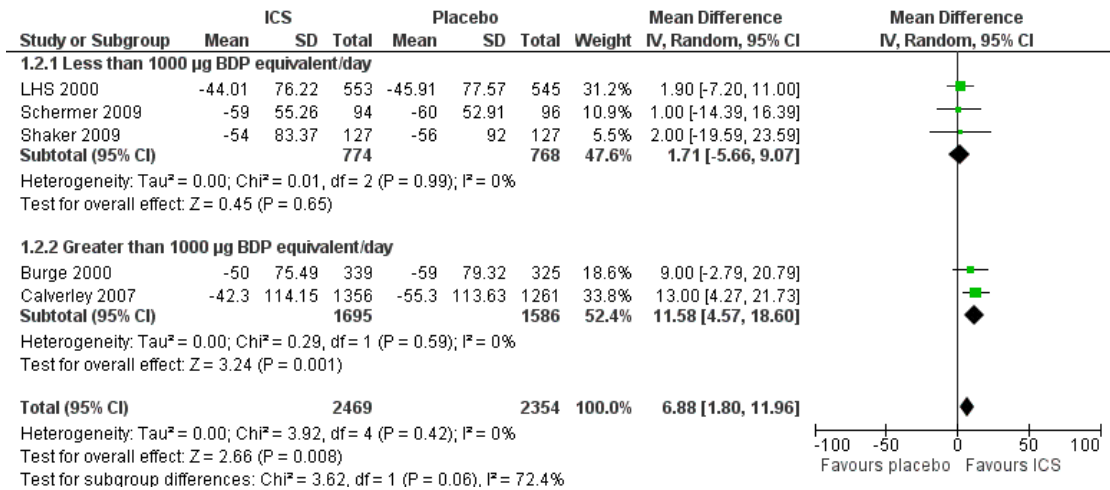 ICS Placebo Mean Difference Mean Difference
Study or Subgroup Mean SD Total Mean SD Total Weight IV, Random, 95% CI IV, Random, 95% CI
1.2.1 Less than 1000 µg BDP equivalent/day
LHS 2000 -44.01 76.22 553 -45.91 77.57 545 31.2% 1.90 [-7.20, 11.00]
Schermer 2009 -59 55.26 94 -60 52.91 96 10.9% 1.00 [-14.39, 16.39]
Shaker 2009 -54 83.37 127 -56 92 127 5.5% 2.00 [-19.59, 23.59]
Subtotal (95% CI) 774 768 47.6% 1.71 [-5.66, 9.07]
Heterogeneity: Tau² = 0.00; Chi² = 0.01, df = 2 (P = 0.99); I² = 0%
Test for overall effect: Z = 0.45 (P = 0.65)
1.2.2 Greater than 1000 µg BDP equivalent/day
Burge 2000 -50 75.49 339 -59 79.32 325 18.6% 9.00 [-2.79, 20.79]
Calverley 2007 -42.3 114.15 1356 -55.3 113.63 1261 33.8% 13.00 [4.27, 21.73]
Subtotal (95% CI) 1695 1586 52.4% 11.58 [4.57, 18.60]
Heterogeneity: Tau² = 0.00; Chi² = 0.29, df = 1 (P = 0.59); I² = 0%
Test for overall effect: Z = 3.24 (P = 0.001)
Total (95% CI) 2469 2354 100.0% 6.88 [1.80, 11.96]
Heterogeneity: Tau² = 0.00; Chi² = 3.92, df = 4 (P = 0.42); I² = 0%
Test for overall effect: Z = 2.66 (P = 0.008)
Test for subgroup differences: Chi² = 3.62, df = 1 (P = 0.06), I² = 72.4%
-100 -50 0 50 100
Favours placebo Favours ICS